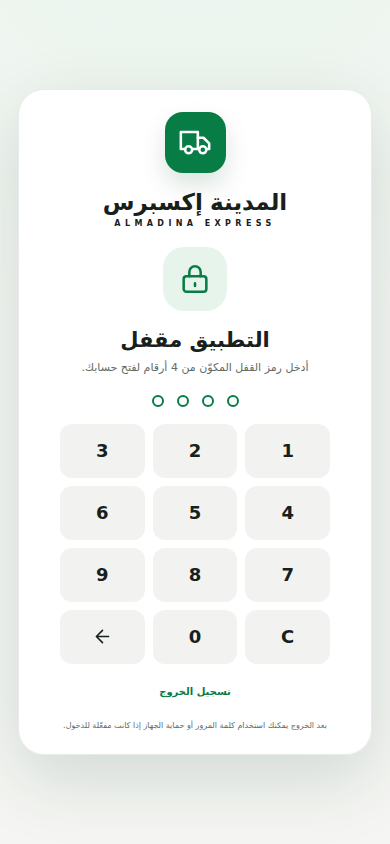 المدينة إكسبرس
ALMADINA EXPRESS
التطبيق مقفل
أدخل رمز القفل المكوّن من 4 أرقام لفتح حسابك.
1 2 3
4 5 6
7 8 9
C 0 ←
تسجيل الخروج
بعد الخروج يمكنك استخدام كلمة المرور أو حماية الجهاز إذا كانت مفعّلة للدخول.